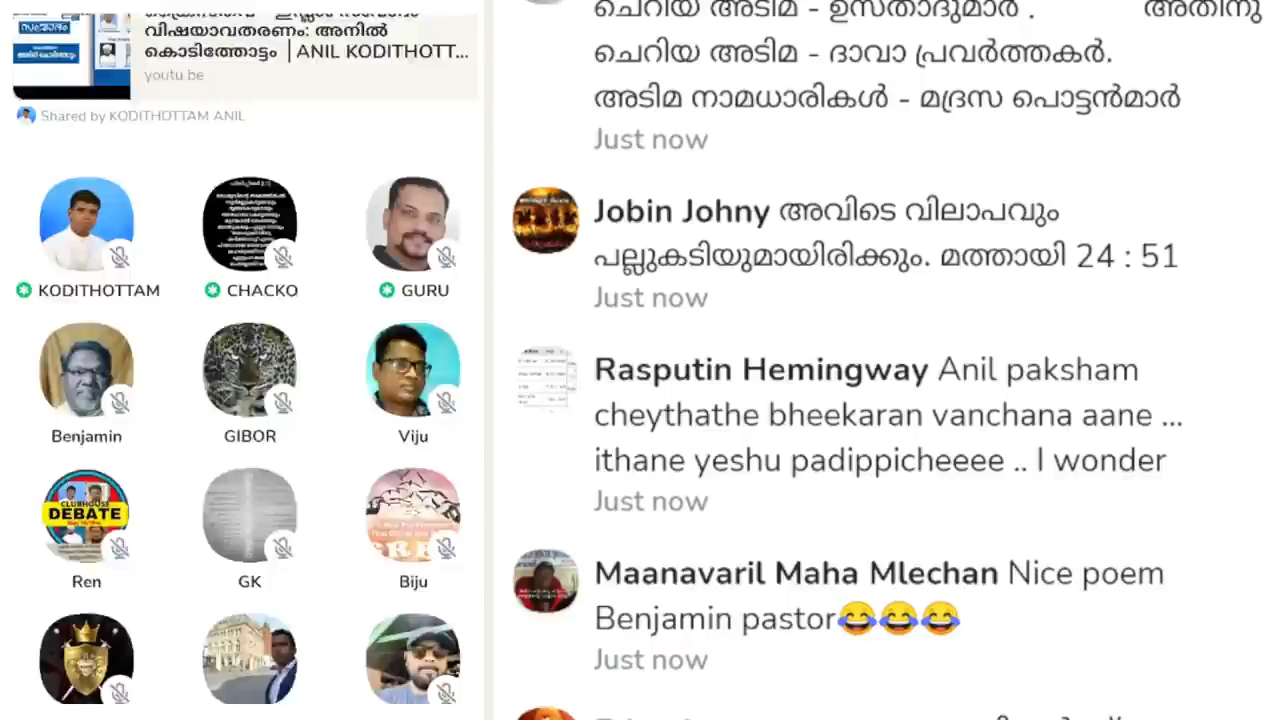 വിഷയാവതരണം: അനിൽ
കൊടിത്തോട്ടം | ANIL KODITHOTT...
youtu be
Shared by KODITHOTTAM ANIL
KODITHOTTAM
CHACKO
GURU
Benjamin
GIBOR
Viju
CLUBHOUSE
DEBATE
Ren
GK
Biju
ചെറിയ അടിമ - ഉസ്താദുമാർ . അതിനു
ചെറിയ അടിമ - ദാവാ പ്രവർത്തകർ.
അടിമ നാമധാരികൾ - മദ്രസ പൊട്ടൻമാർ
Just now
Jobin Johny അവിടെ വിലാപവും
പല്ലുകടിയുമായിരിക്കും. മത്തായി 24 : 51
Just now
Rasputin Hemingway Anil paksham
cheythathe bheekaran vanchana aane ...
ithane yeshu padippicheeee .. I wonder
Just now
Maanavaril Maha Mlechan Nice poem
Benjamin pastor😂😂😂
Just now